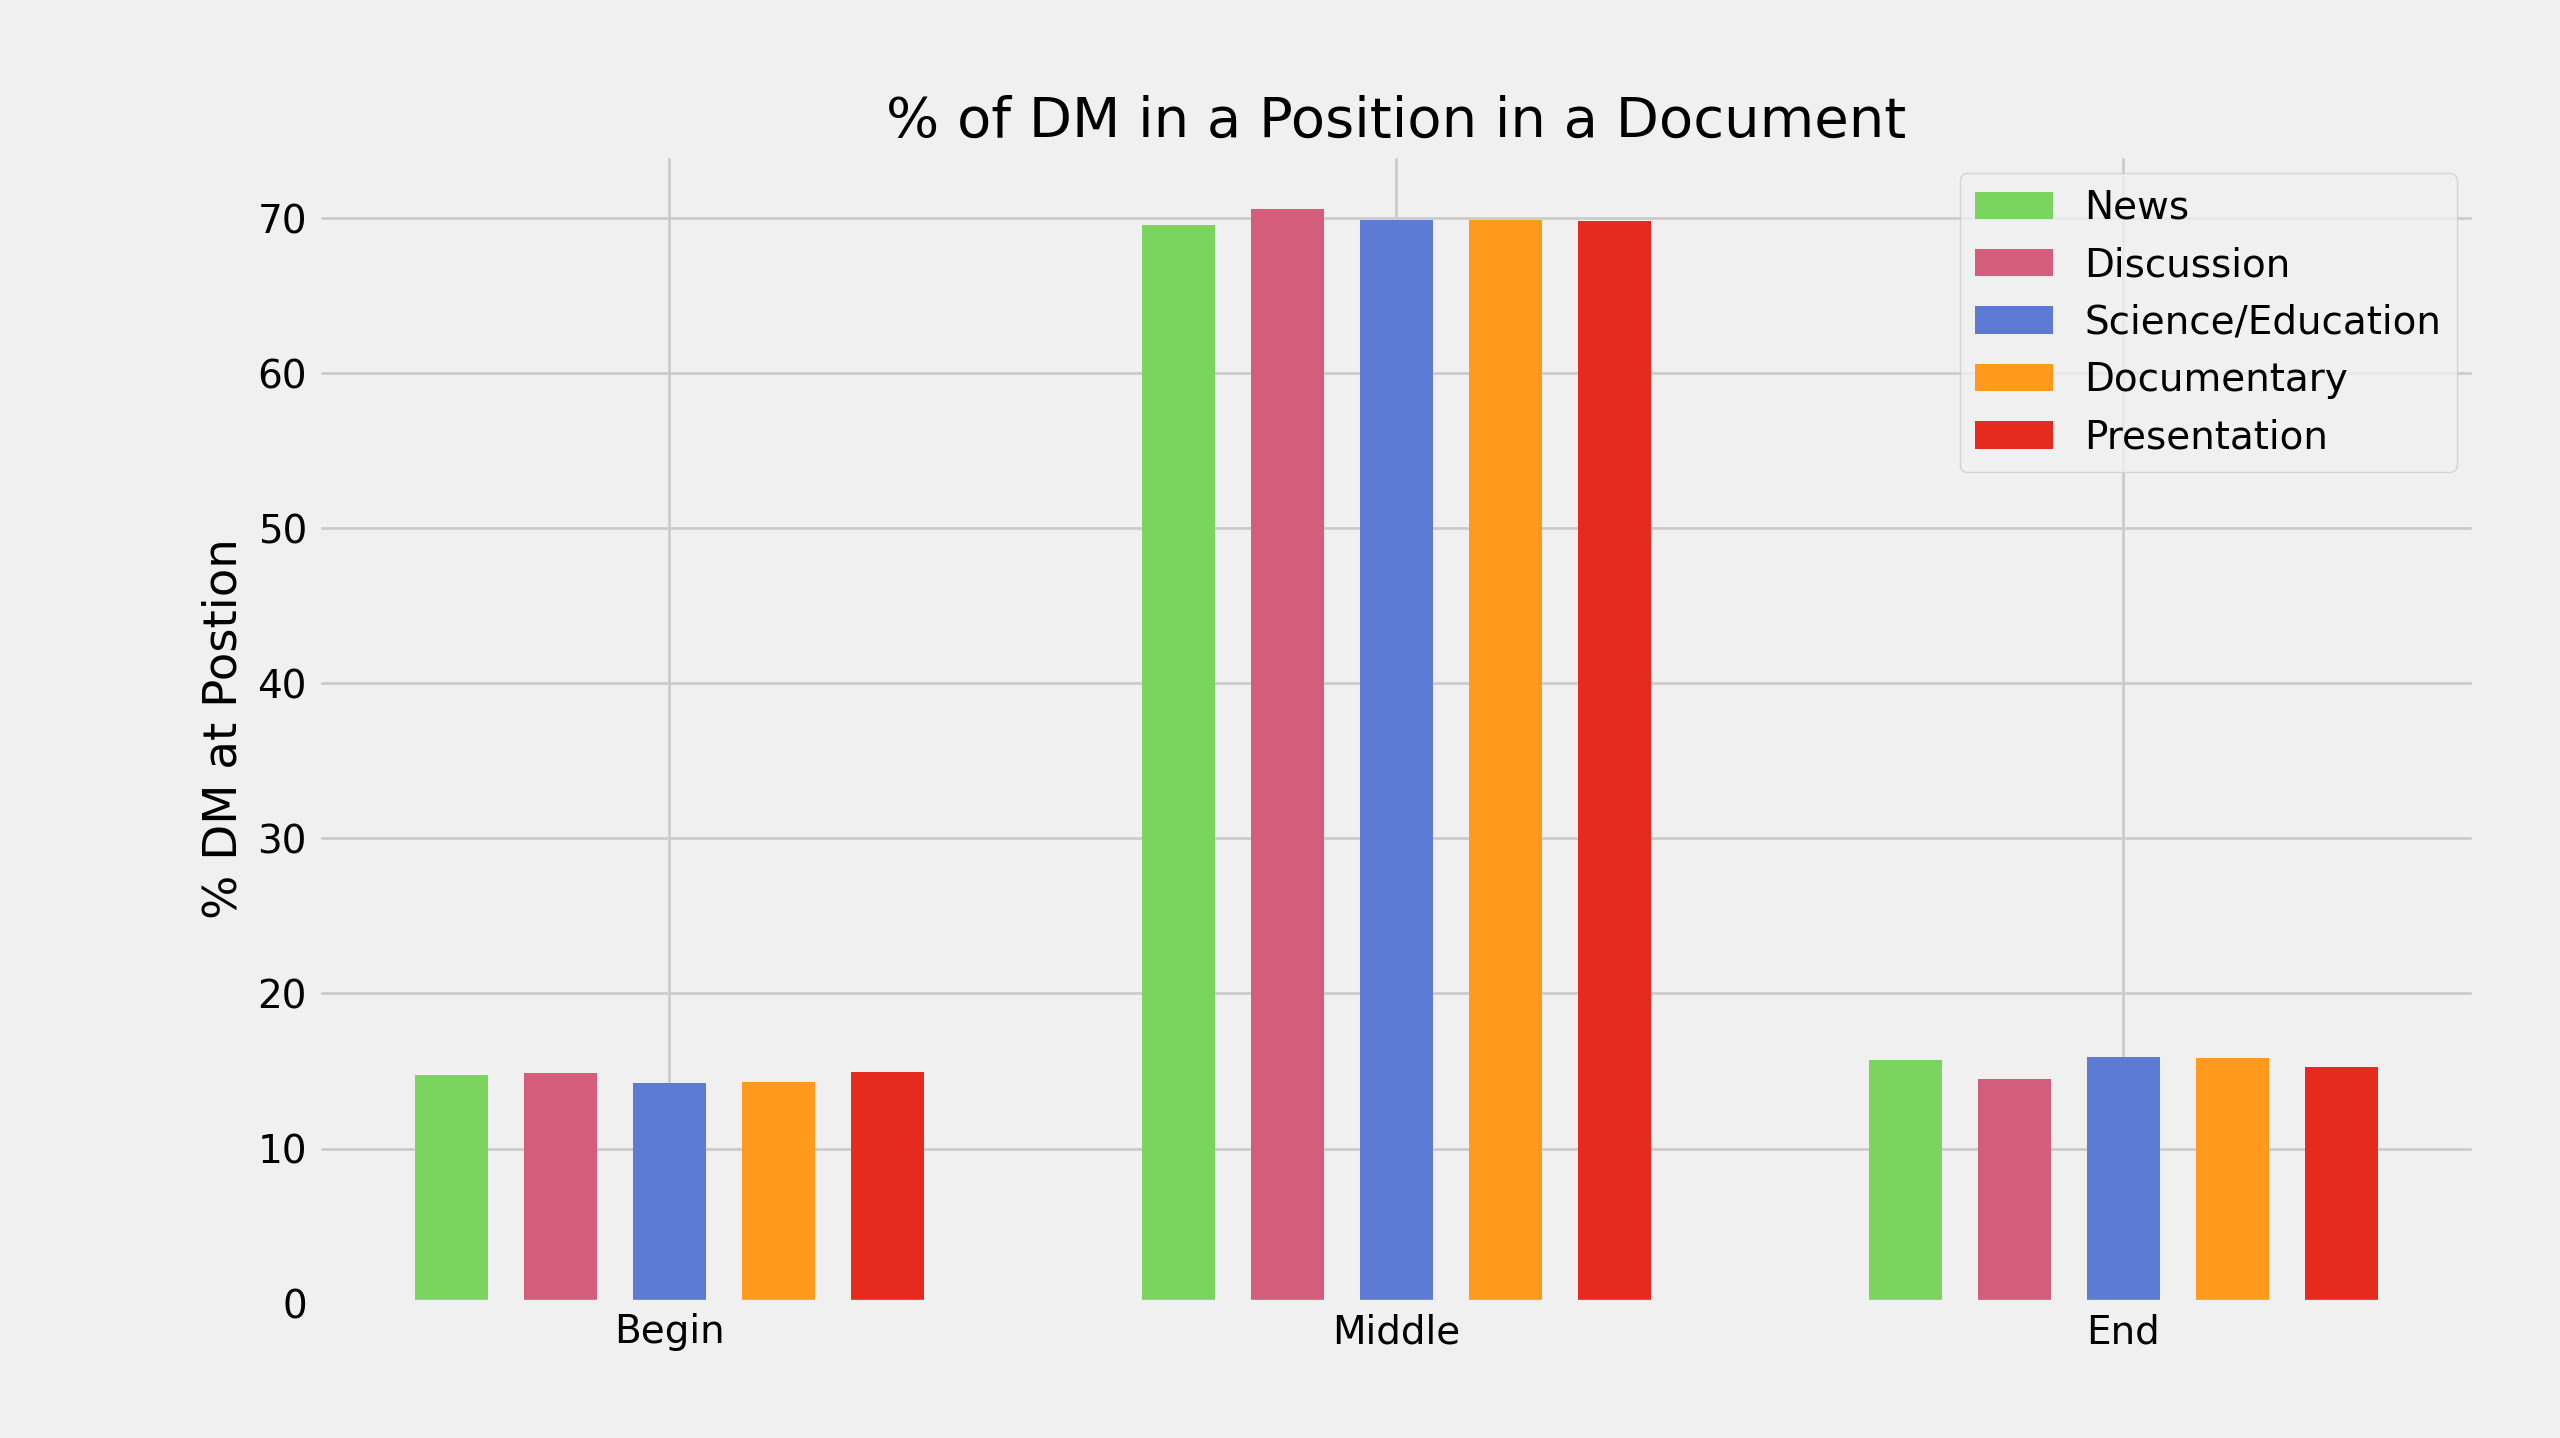 % of DM in a Position in a Document
% DM at Postion
70
60
50
40
30
20
10
0
Begin
Middle
End
News
Discussion
Science/Education
Documentary
Presentation